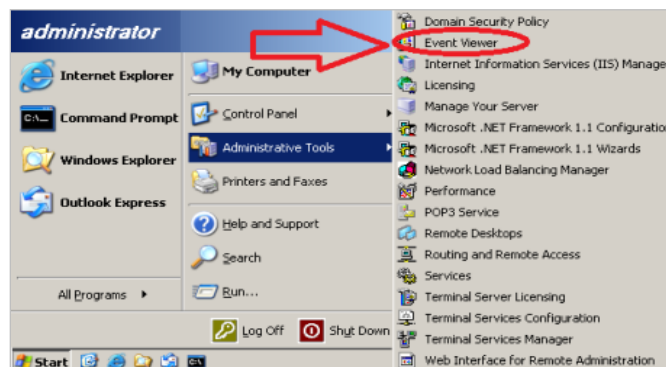 administrator
Internet Explorer
Command Prompt
Windows Explorer
Outlook Express
All Programs
My Computer
Control Panel
Administrative Tools
Printers and Faxes
Help and Support
Search
Run...
Log Off
Shut Down
Start
Domain Security Policy
Event Viewer
Internet Information Services (IIS) Manage
Licensing
Manage Your Server
Microsoft .NET Framework 1.1 Configuration
Microsoft .NET Framework 1.1 Wizards
Network Load Balancing Manager
Performance
POP3 Service
Remote Desktops
Routing and Remote Access
Services
Terminal Server Licensing
Terminal Services Configuration
Terminal Services Manager
Web Interface for Remote Administration